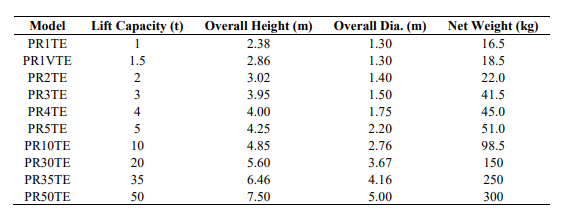 Model Lift Capacity (t) Overall Height (m) Overall Dia. (m) Net Weight (kg)
PR1TE 1 2.38 1.30 16.5
PR1VTE 1.5 2.86 1.30 18.5
PR2TE 2 3.02 1.40 22.0
PR3TE 3 3.95 1.50 41.5
PR4TE 4 4.00 1.75 45.0
PR5TE 5 4.25 2.20 51.0
PR10TE 10 4.85 2.76 98.5
PR30TE 20 5.60 3.67 150
PR35TE 35 6.46 4.16 250
PR50TE 50 7.50 5.00 300